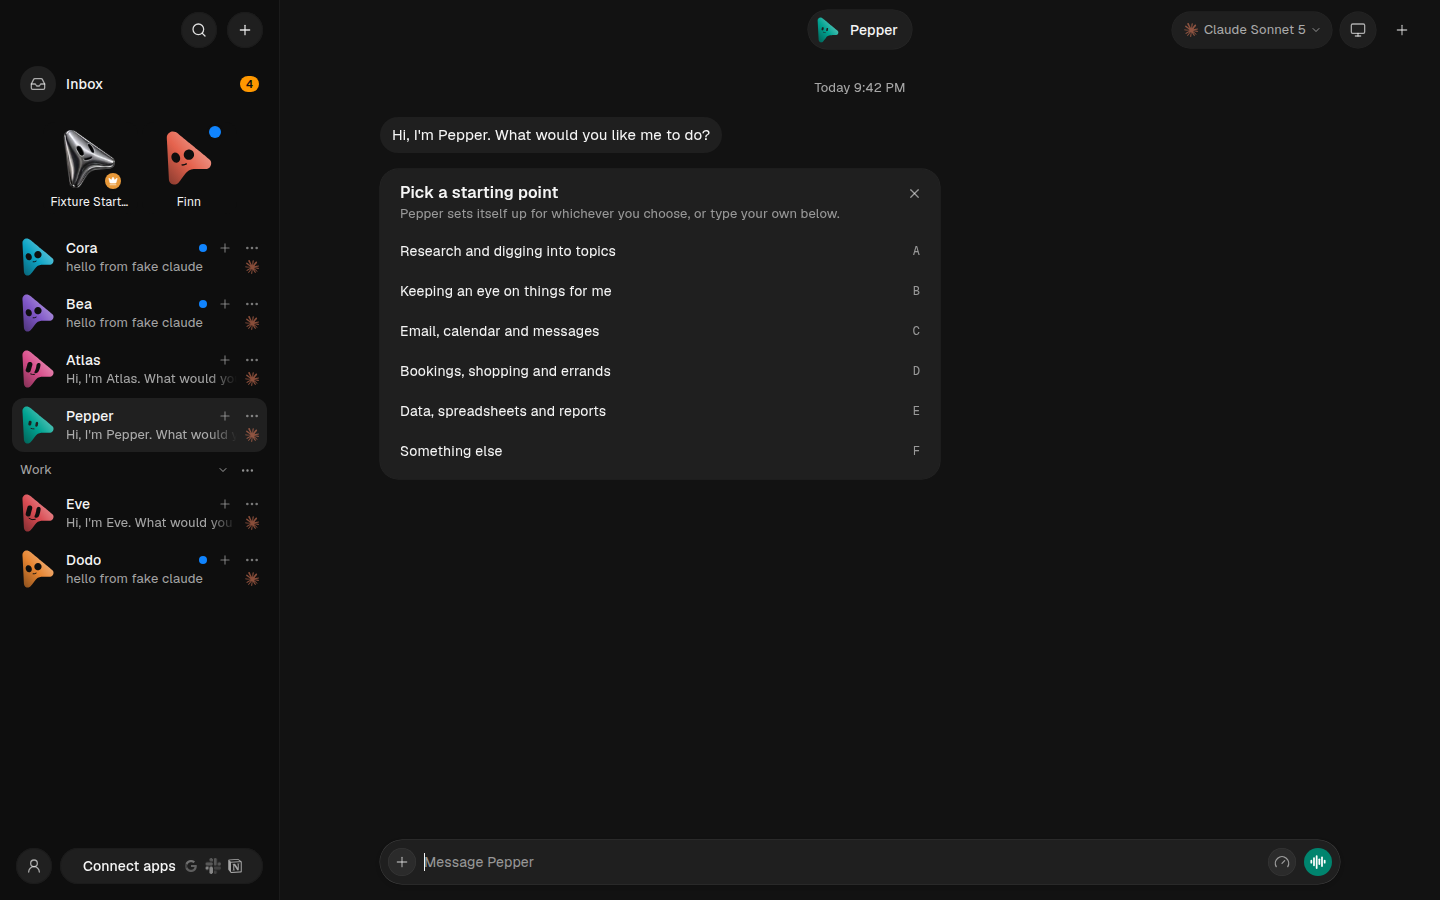 Inbox
4
Fixture Start...
Finn
Cora
hello from fake claude
Bea
hello from fake claude
Atlas
Hi, I'm Atlas. What would yo
Pepper
Hi, I'm Pepper. What would
Work
Eve
Hi, I'm Eve. What would you
Dodo
hello from fake claude
Connect apps
Pepper
Claude Sonnet 5
Today 9:42 PM
Hi, I'm Pepper. What would you like me to do?
Pick a starting point
Pepper sets itself up for whichever you choose, or type your own below.
Research and digging into topics A
Keeping an eye on things for me B
Email, calendar and messages C
Bookings, shopping and errands D
Data, spreadsheets and reports E
Something else F
Message Pepper